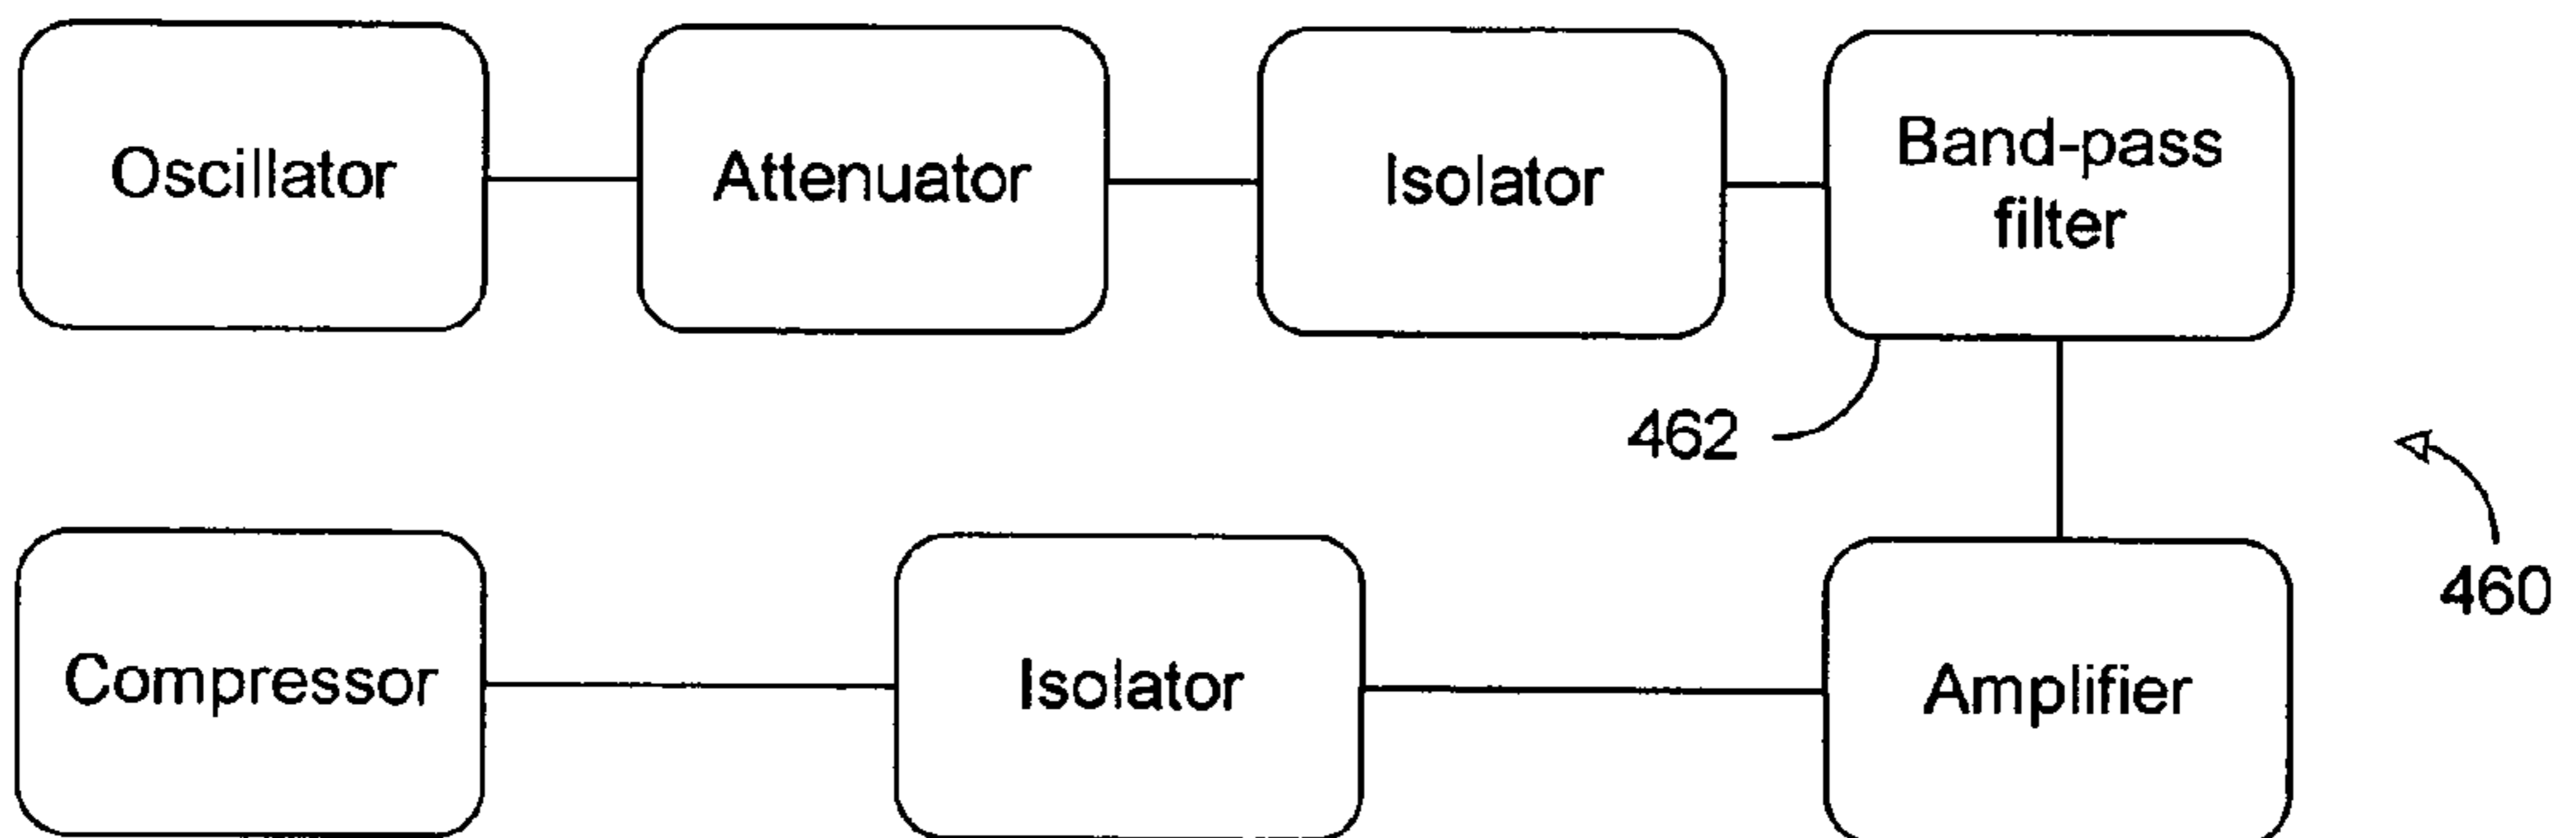 Oscillator
Attenuator
Isolator
Band-pass
filter
462
460
Compressor
Isolator
Amplifier